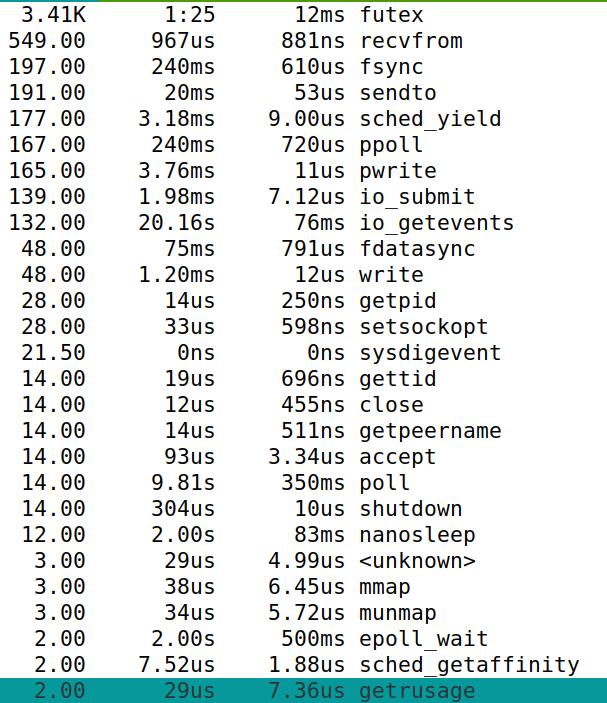 3.41K 1:25 12ms futex
549.00 967us 881ns recvfrom
197.00 240ms 610us fsync
191.00 20ms 53us sendto
177.00 3.18ms 9.00us sched_yield
167.00 240ms 720us ppoll
165.00 3.76ms 11us pwrite
139.00 1.98ms 7.12us io_submit
132.00 20.16s 76ms io_getevents
48.00 75ms 791us fdatasync
48.00 1.20ms 12us write
28.00 14us 250ns getpid
28.00 33us 598ns setsockopt
21.50 0ns 0ns sysdigevent
14.00 19us 696ns gettid
14.00 12us 455ns close
14.00 14us 511ns getpeername
14.00 93us 3.34us accept
14.00 9.81s 350ms poll
14.00 304us 10us shutdown
12.00 2.00s 83ms nanosleep
3.00 29us 4.99us <unknown>
3.00 38us 6.45us mmap
3.00 34us 5.72us munmap
2.00 2.00s 500ms epoll_wait
2.00 7.52us 1.88us sched_getaffinity
2.00 29us 7.36us getrusage